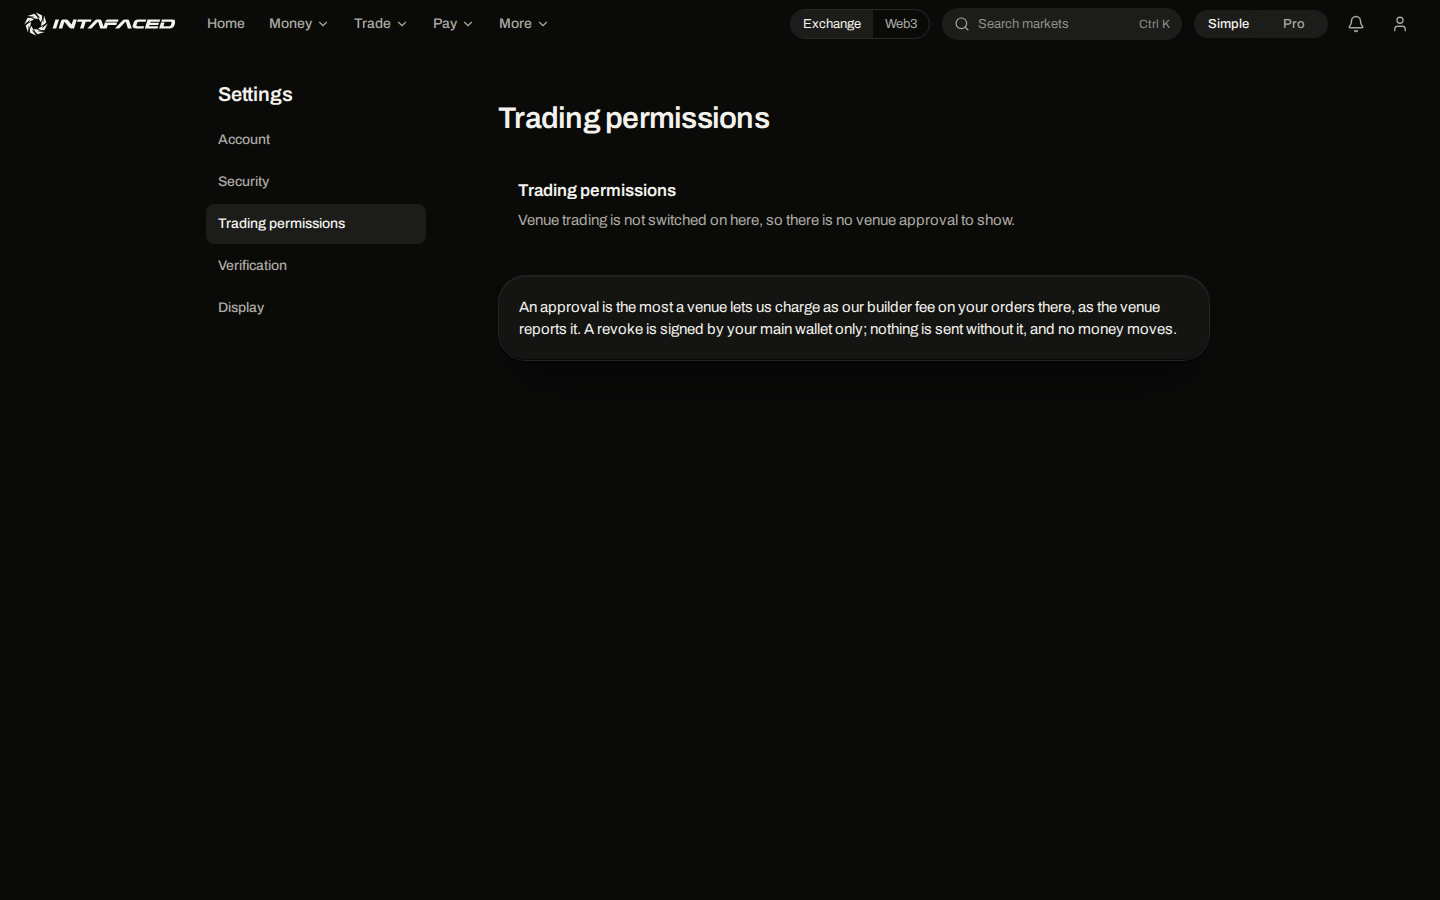 INTAFACED
Home
Money
Trade
Pay
More
Exchange
Web3
Search markets
Ctrl K
Simple
Pro
Settings
Account
Security
Trading permissions
Verification
Display
Trading permissions
Trading permissions
Venue trading is not switched on here, so there is no venue approval to show.
An approval is the most a venue lets us charge as our builder fee on your orders there, as the venue
reports it. A revoke is signed by your main wallet only; nothing is sent without it, and no money moves.